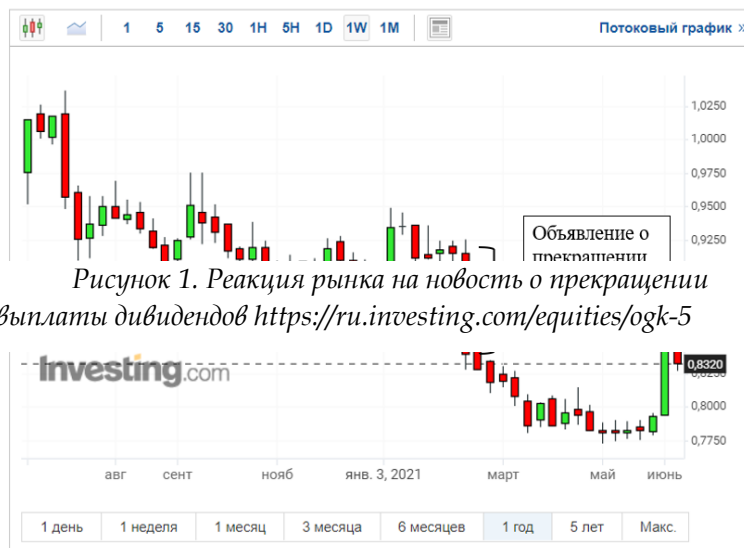 1 5 15 30 1H 5H 1D 1W 1M Потоковый график »
1,0250
1,0000
0,9750
0,9500
0,9250
Объявление о
прекращении
Рисунок 1. Реакция рынка на новость о прекращении
выплаты дивидендов https://ru.investing.com/equities/ogk-5
Investing.com
0,8320
0,8000
0,7750
авг сент нояб янв. 3, 2021 март май июнь
1 день 1 неделя 1 месяц 3 месяца 6 месяцев 1 год 5 лет Макс.